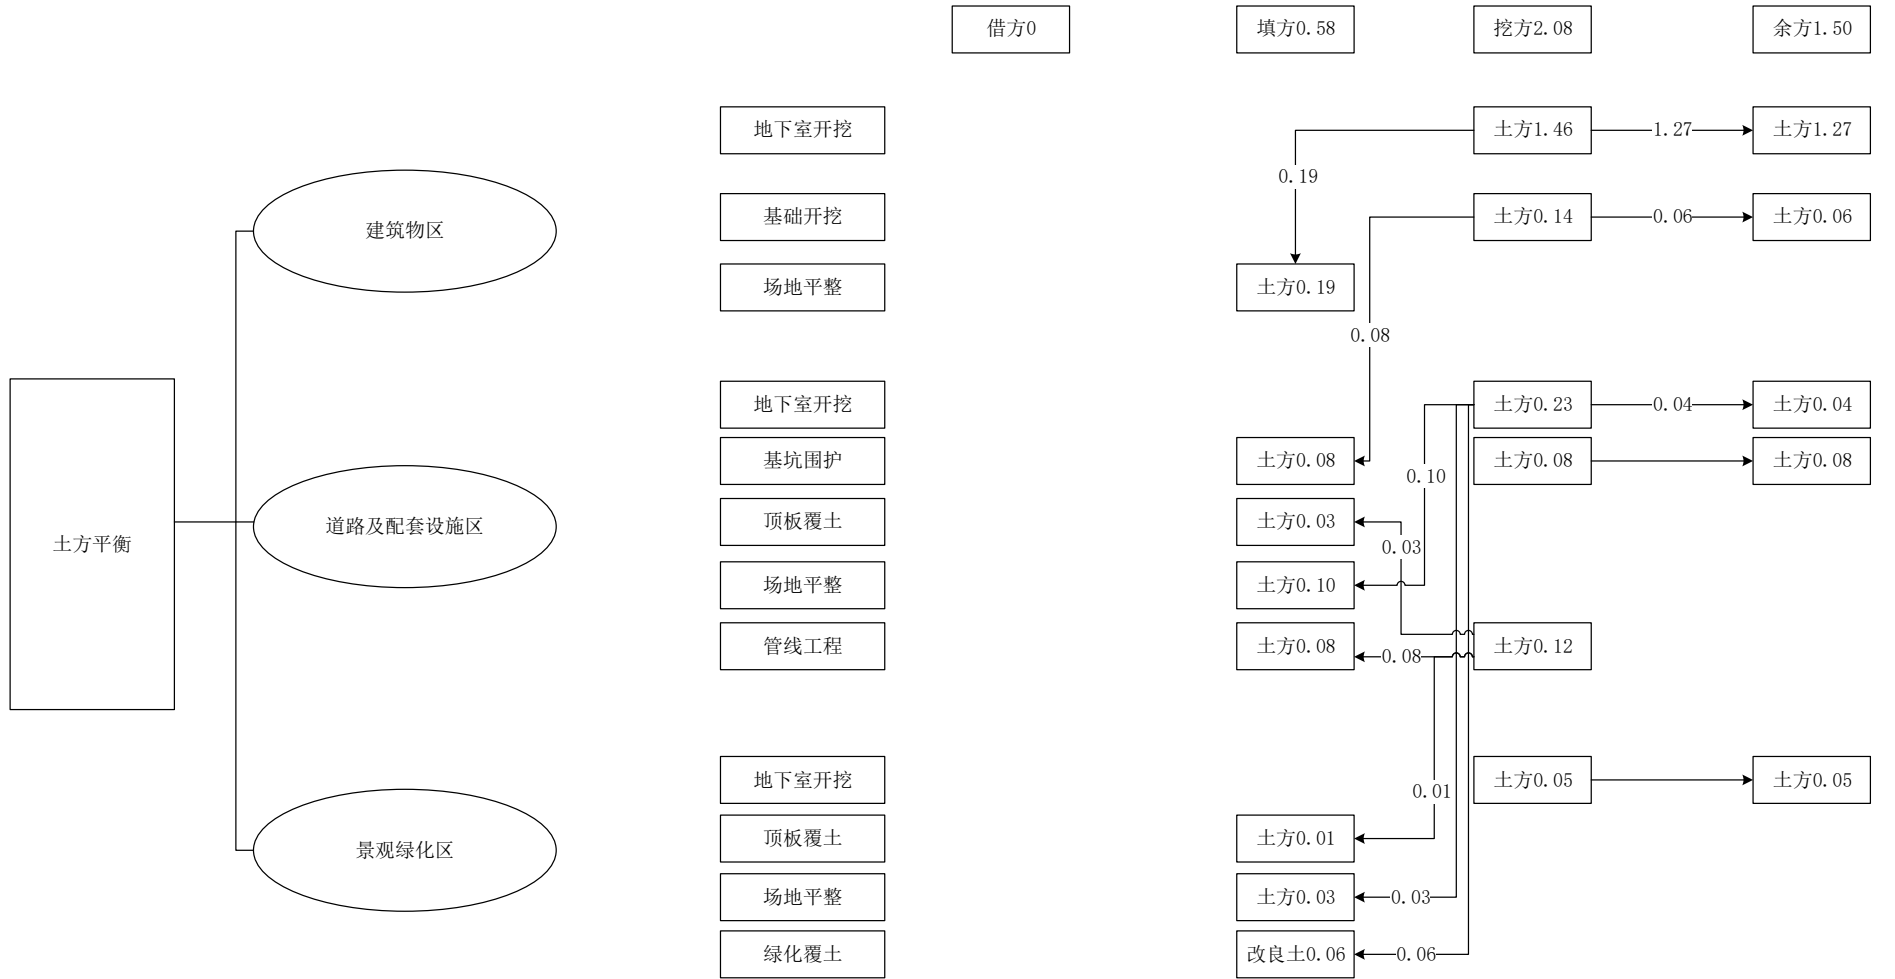 借方0
填方0.58
挖方2.08
余方1.50
地下室开挖
土方1.46
1.27
土方1.27
0.19
建筑物区
基础开挖
土方0.14
0.06
土方0.06
场地平整
土方0.19
0.08
土方平衡
地下室开挖
土方0.23
0.04
土方0.04
基坑围护
土方0.08
土方0.08
土方0.08
0.10
道路及配套设施区
顶板覆土
土方0.03
0.03
场地平整
土方0.10
管线工程
土方0.08
0.08
土方0.12
地下室开挖
土方0.05
土方0.05
0.01
景观绿化区
顶板覆土
土方0.01
场地平整
土方0.03
0.03
绿化覆土
改良土0.06
0.06